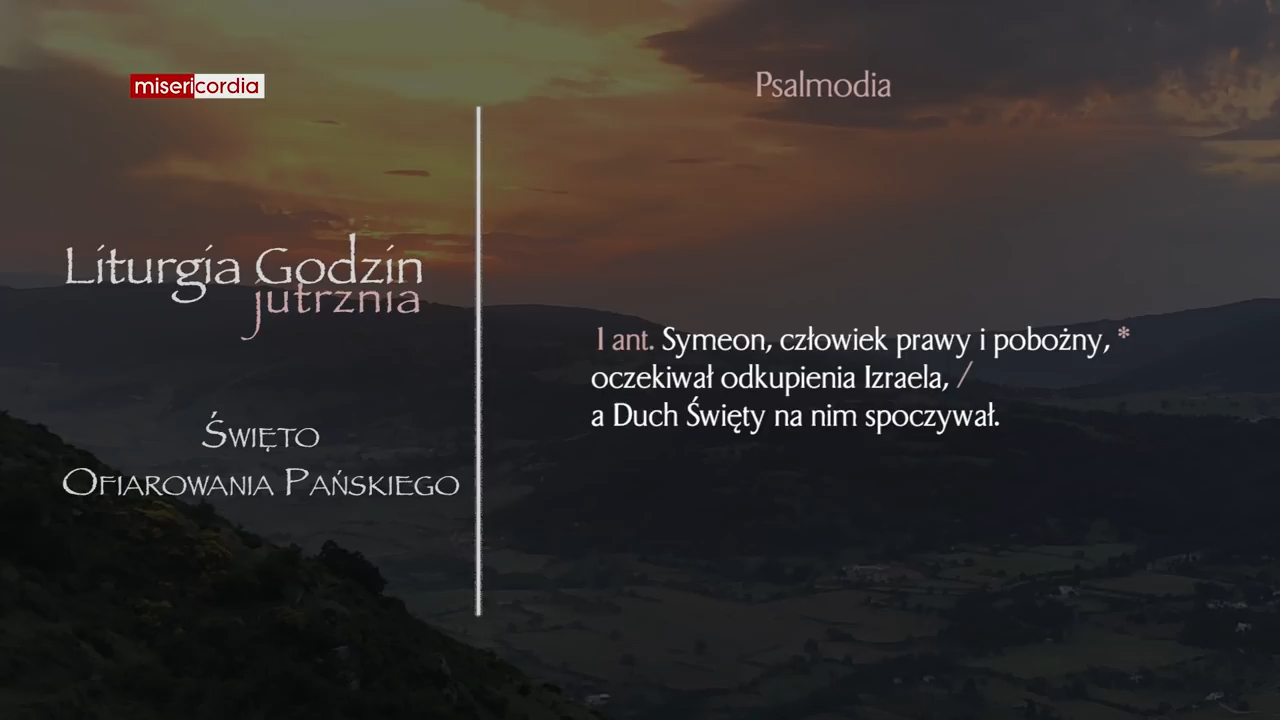 misericordia
Psalmodia
Liturgia Godzin
jutrznia
Święto
Ofiarowania Pańskiego
1 ant. Symeon, człowiek prawy i pobożny, *
oczekiwał odkupienia Izraela, /
a Duch Święty na nim spoczywał.